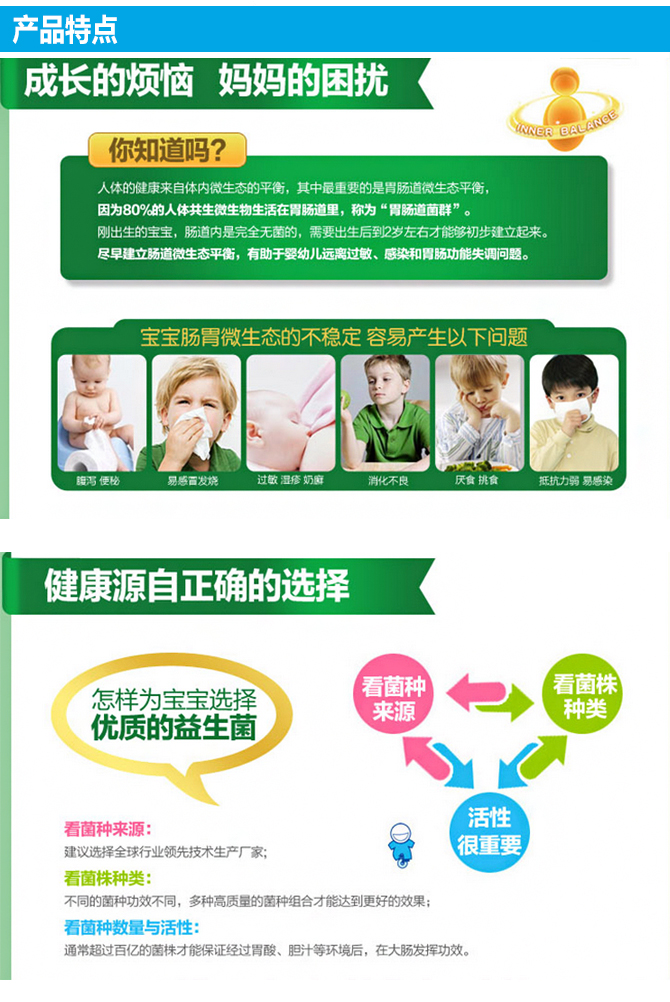 产品特点
成长的烦恼 妈妈的困扰
INNER BALANCE
你知道吗?
人体的健康来自体内微生态的平衡，其中最重要的是胃肠道微生态平衡，
因为80%的人体共生微生物生活在胃肠道里，称为“胃肠道菌群”。
刚出生的宝宝，肠道内是完全无菌的，需要出生后到2岁左右才能够初步建立起来。
尽早建立肠道微生态平衡，有助于婴幼儿远离过敏、感染和胃肠功能失调问题。
宝宝肠胃微生态的不稳定 容易产生以下问题
腹泻 便秘
易感冒发烧
过敏 湿疹 奶癣
消化不良
厌食 挑食
抵抗力弱 易感染
健康源自正确的选择
怎样为宝宝选择
优质的益生菌
看菌种
来源
看菌株
种类
活性
很重要
看菌种来源：
建议选择全球行业领先技术生产厂家；
看菌株种类：
不同的菌种功效不同，多种高质量的菌种组合才能达到更好的效果；
看菌种数量与活性：
通常超过百亿的菌株才能保证经过胃酸、胆汁等环境后，在大肠发挥功效。